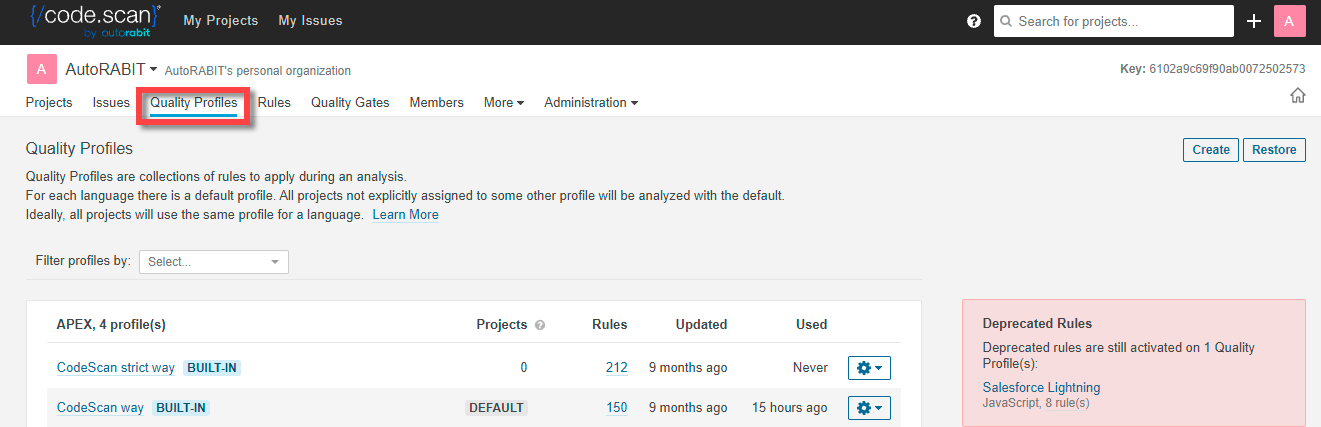 {/code.scan}* My Projects My Issues ? Search for projects... A
by autorabit
A AutoRABIT AutoRABIT's personal organization Key: 6102a9c69f90ab0072502573
Projects Issues Quality Profiles Rules Quality Gates Members More Administration
Quality Profiles Create Restore
Quality Profiles are collections of rules to apply during an analysis.
For each language there is a default profile. All projects not explicitly assigned to some other profile will be analyzed with the default.
Ideally, all projects will use the same profile for a language. Learn More
Filter profiles by: Select...
APEX, 4 profile(s) Projects ? Rules Updated Used
CodeScan strict way BUILT-IN 0 212 9 months ago Never
CodeScan way BUILT-IN DEFAULT 150 9 months ago 15 hours ago
Deprecated Rules
Deprecated rules are still activated on 1 Quality
Profile(s):
Salesforce Lightning
JavaScript, 8 rule(s)